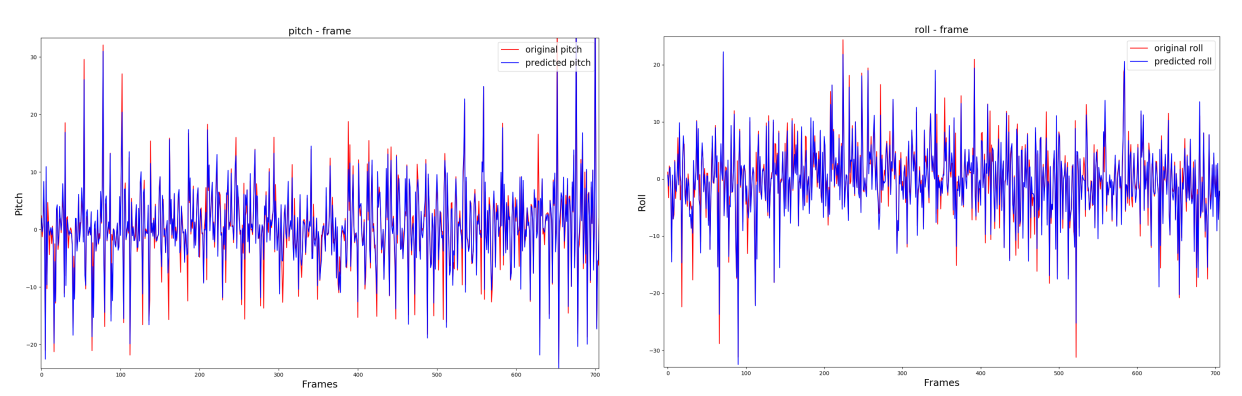 pitch - frame
original pitch
predicted pitch
30
20
10
0
−10
−20
Pitch
0 100 200 300 400 500 600 700
Frames
roll - frame
original roll
predicted roll
20
10
0
−10
−20
−30
Roll
0 100 200 300 400 500 600 700
Frames